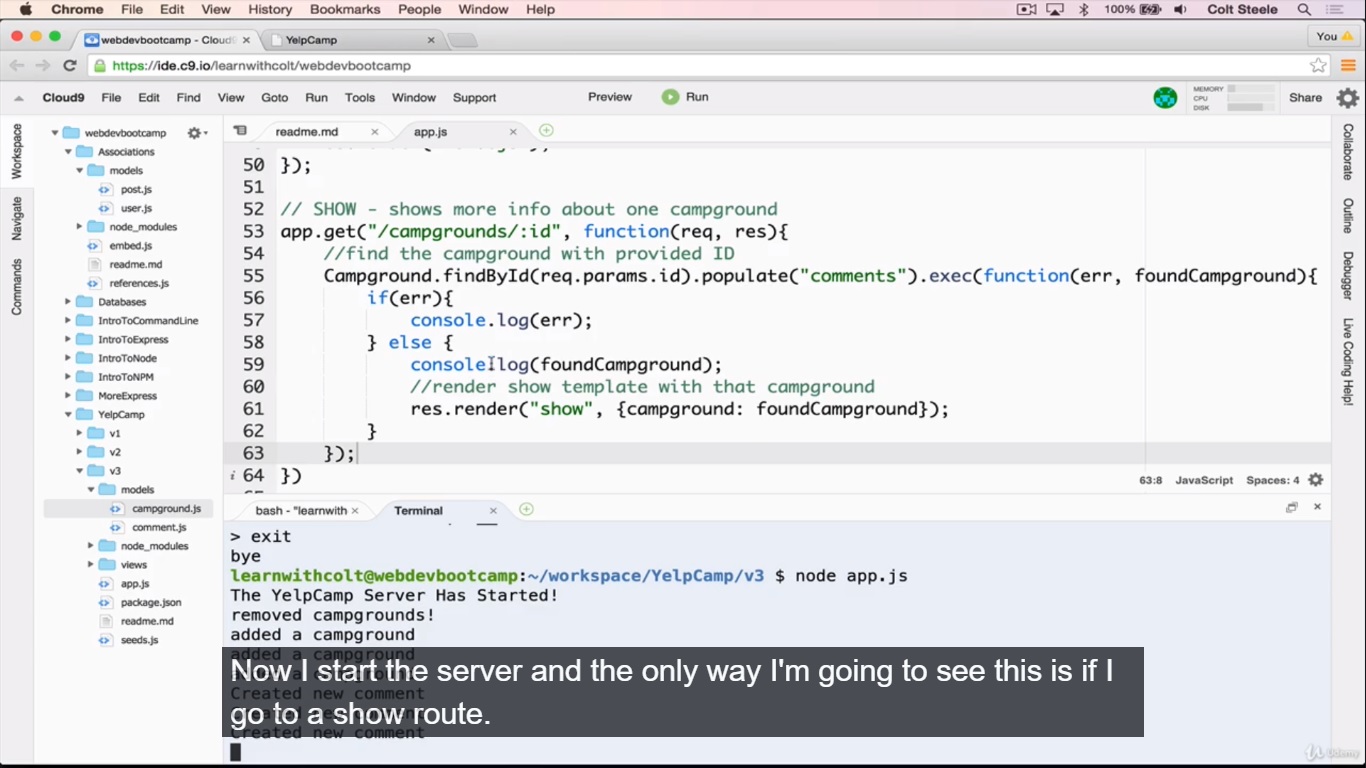 Chrome File Edit View History Bookmarks People Window Help 100% Colt Steele
webdevbootcamp - Cloud9 YelpCamp You
https://ide.c9.io/learnwithcolt/webdevbootcamp
Cloud9 File Edit Find View Goto Run Tools Window Support Preview Run MEMORY CPU DISK Share
Workspace
Navigate
Commands
webdevbootcamp
Associations
models
post.js
user.js
node_modules
embed.js
readme.md
references.js
Databases
IntroToCommandLine
IntroToExpress
IntroToNode
IntroToNPM
MoreExpress
YelpCamp
v1
v2
v3
models
campground.js
comment.js
node_modules
views
app.js
package.json
readme.md
seeds.js
readme.md app.js
50 });
51
52 // SHOW - shows more info about one campground
53 app.get("/campgrounds/:id", function(req, res){
54 //find the campground with provided ID
55 Campground.findById(req.params.id).populate("comments").exec(function(err, foundCampground){
56 if(err){
57 console.log(err);
58 } else {
59 console.log(foundCampground);
60 //render show template with that campground
61 res.render("show", {campground: foundCampground});
62 }
63 });
64 })
63:8 JavaScript Spaces: 4
bash - "learnwith Terminal
> exit
bye
learnwithcolt@webdevbootcamp:~/workspace/YelpCamp/v3 $ node app.js
The YelpCamp Server Has Started!
removed campgrounds!
added a campground
added a campground
added a campground
Created new comment
Created new comment
Created new comment
Now I start the server and the only way I'm going to see this is if I
go to a show route.
Collaborate
Outline
Debugger
Live Coding Help!
Udemy